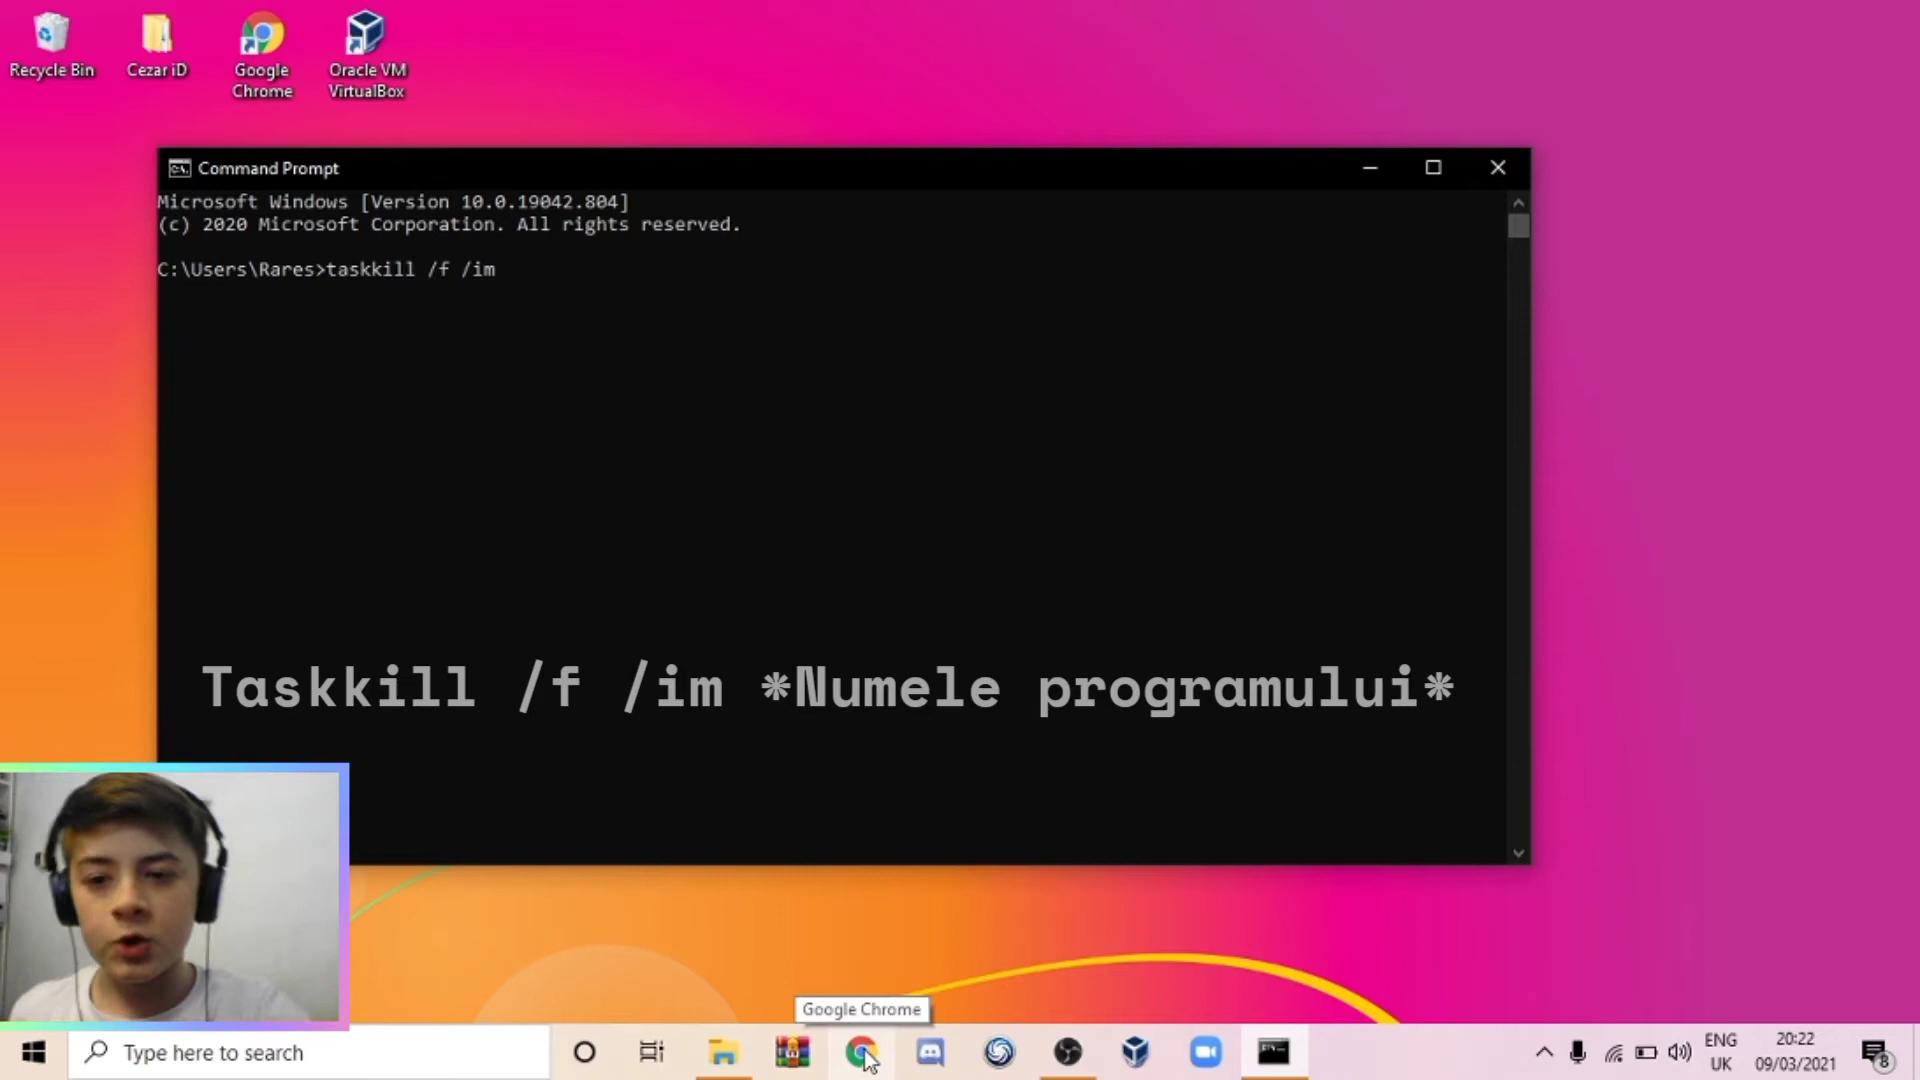 Recycle Bin
Cezar iD
Google Chrome
Oracle VM VirtualBox
Command Prompt
Microsoft Windows [Version 10.0.19042.804]
(c) 2020 Microsoft Corporation. All rights reserved.
C:\Users\Rares>taskkill /f /im
Taskkill /f /im *Numele programului*
Google Chrome
Type here to search
ENG
UK
20:22
09/03/2021
8